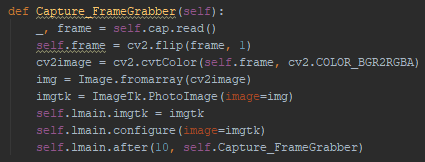 def Capture_FrameGrabber(self):
    _, frame = self.cap.read()
    self.frame = cv2.flip(frame, 1)
    cv2image = cv2.cvtColor(self.frame, cv2.COLOR_BGR2RGBA)
    img = Image.fromarray(cv2image)
    imgtk = ImageTk.PhotoImage(image=img)
    self.lmain.imgtk = imgtk
    self.lmain.configure(image=imgtk)
    self.lmain.after(10, self.Capture_FrameGrabber)